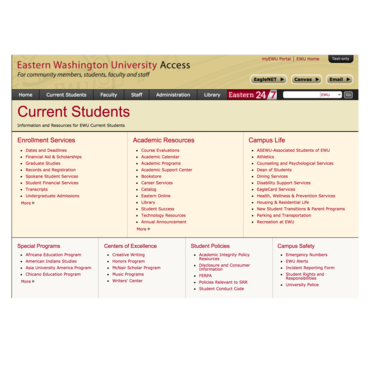 myEWU Portal | EWU Home Text-only
Eastern Washington University Access
For community members, students, faculty and staff
EagleNET Canvas Email
Home Current Students Faculty Staff Administration Library Eastern 24/7 EWU Go
Current Students
Information and Resources for EWU Current Students
Enrollment Services
Dates and Deadlines
Financial Aid & Scholarships
Graduate Studies
Records and Registration
Spokane Student Services
Student Financial Services
Transcripts
Undergraduate Admissions
More
Academic Resources
Course Evaluations
Academic Calendar
Academic Programs
Academic Support Center
Bookstore
Career Services
Catalog
Eastern Online
Library
Student Success
Technology Resources
Annual Announcement
More
Campus Life
ASEWU-Associated Students of EWU
Athletics
Counseling and Psychological Services
Dean of Students
Dining Services
Disability Support Services
EagleCard Services
Health, Wellness & Prevention Services
Housing & Residential Life
New Student Transitions & Parent Programs
Parking and Transportation
Recreation at EWU
Special Programs
Africana Education Program
American Indians Studies
Asia University America Program
Chicano Education Program
More
Centers of Excellence
Creative Writing
Honors Program
McNair Scholar Program
Music Programs
Writers' Center
Student Policies
Academic Integrity Policy
Resources
Disclosure and Consumer
Information
FERPA
Policies Relevant to SRR
Student Conduct Code
Campus Safety
Emergency Numbers
EWU Alerts
Incident Reporting Form
Student Rights and
Responsibilities
University Police